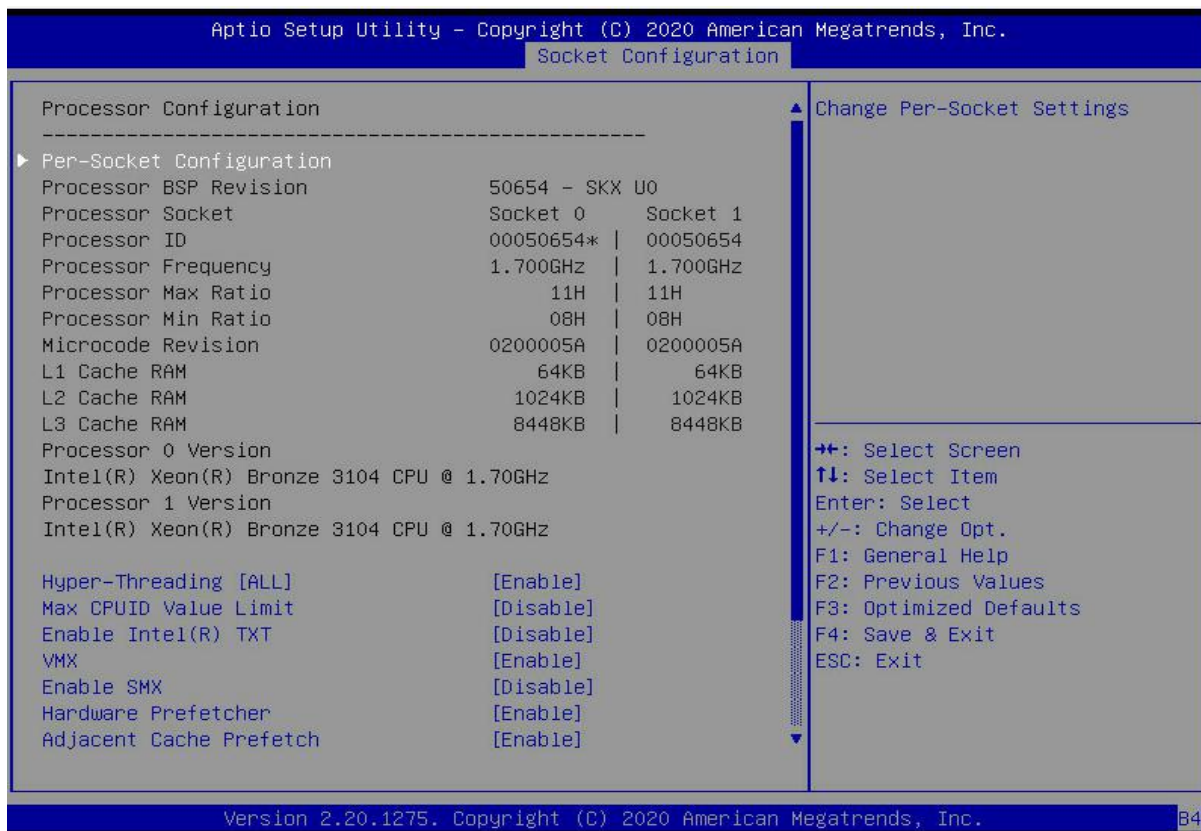 Aptio Setup Utility – Copyright (C) 2020 American Megatrends, Inc.
Socket Configuration
Processor Configuration
Per-Socket Configuration
Processor BSP Revision 50654 – SKX U0
Processor Socket Socket 0 Socket 1
Processor ID 00050654* | 00050654
Processor Frequency 1.700GHz | 1.700GHz
Processor Max Ratio 11H | 11H
Processor Min Ratio 08H | 08H
Microcode Revision 0200005A | 0200005A
L1 Cache RAM 64KB | 64KB
L2 Cache RAM 1024KB | 1024KB
L3 Cache RAM 8448KB | 8448KB
Processor 0 Version
Intel(R) Xeon(R) Bronze 3104 CPU @ 1.70GHz
Processor 1 Version
Intel(R) Xeon(R) Bronze 3104 CPU @ 1.70GHz
Hyper-Threading [ALL] [Enable]
Max CPUID Value Limit [Disable]
Enable Intel(R) TXT [Disable]
VMX [Enable]
Enable SMX [Disable]
Hardware Prefetcher [Enable]
Adjacent Cache Prefetch [Enable]
Change Per-Socket Settings
→←: Select Screen
↑↓: Select Item
Enter: Select
+/-: Change Opt.
F1: General Help
F2: Previous Values
F3: Optimized Defaults
F4: Save & Exit
ESC: Exit
Version 2.20.1275. Copyright (C) 2020 American Megatrends, Inc.
B4